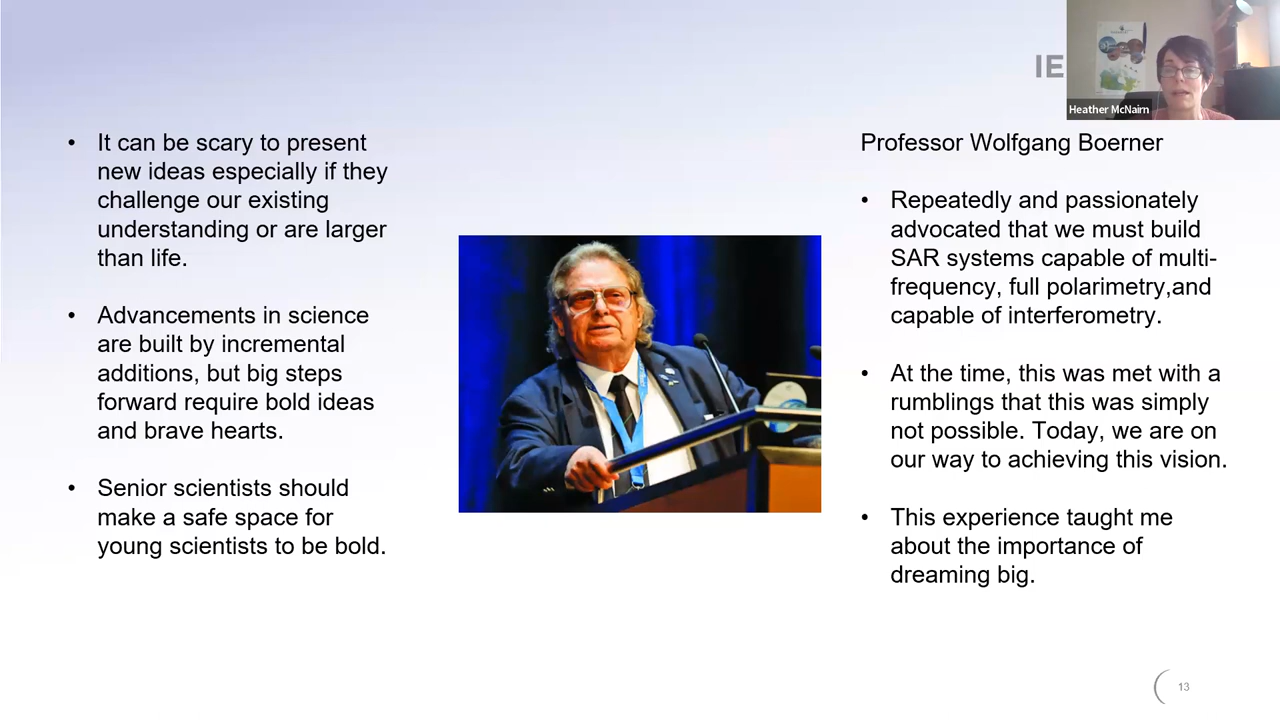 IE
Heather McNairn
• It can be scary to present
new ideas especially if they
challenge our existing
understanding or are larger
than life.
• Advancements in science
are built by incremental
additions, but big steps
forward require bold ideas
and brave hearts.
• Senior scientists should
make a safe space for
young scientists to be bold.
Professor Wolfgang Boerner
• Repeatedly and passionately
advocated that we must build
SAR systems capable of multi-
frequency, full polarimetry,and
capable of interferometry.
• At the time, this was met with a
rumblings that this was simply
not possible. Today, we are on
our way to achieving this vision.
• This experience taught me
about the importance of
dreaming big.
13